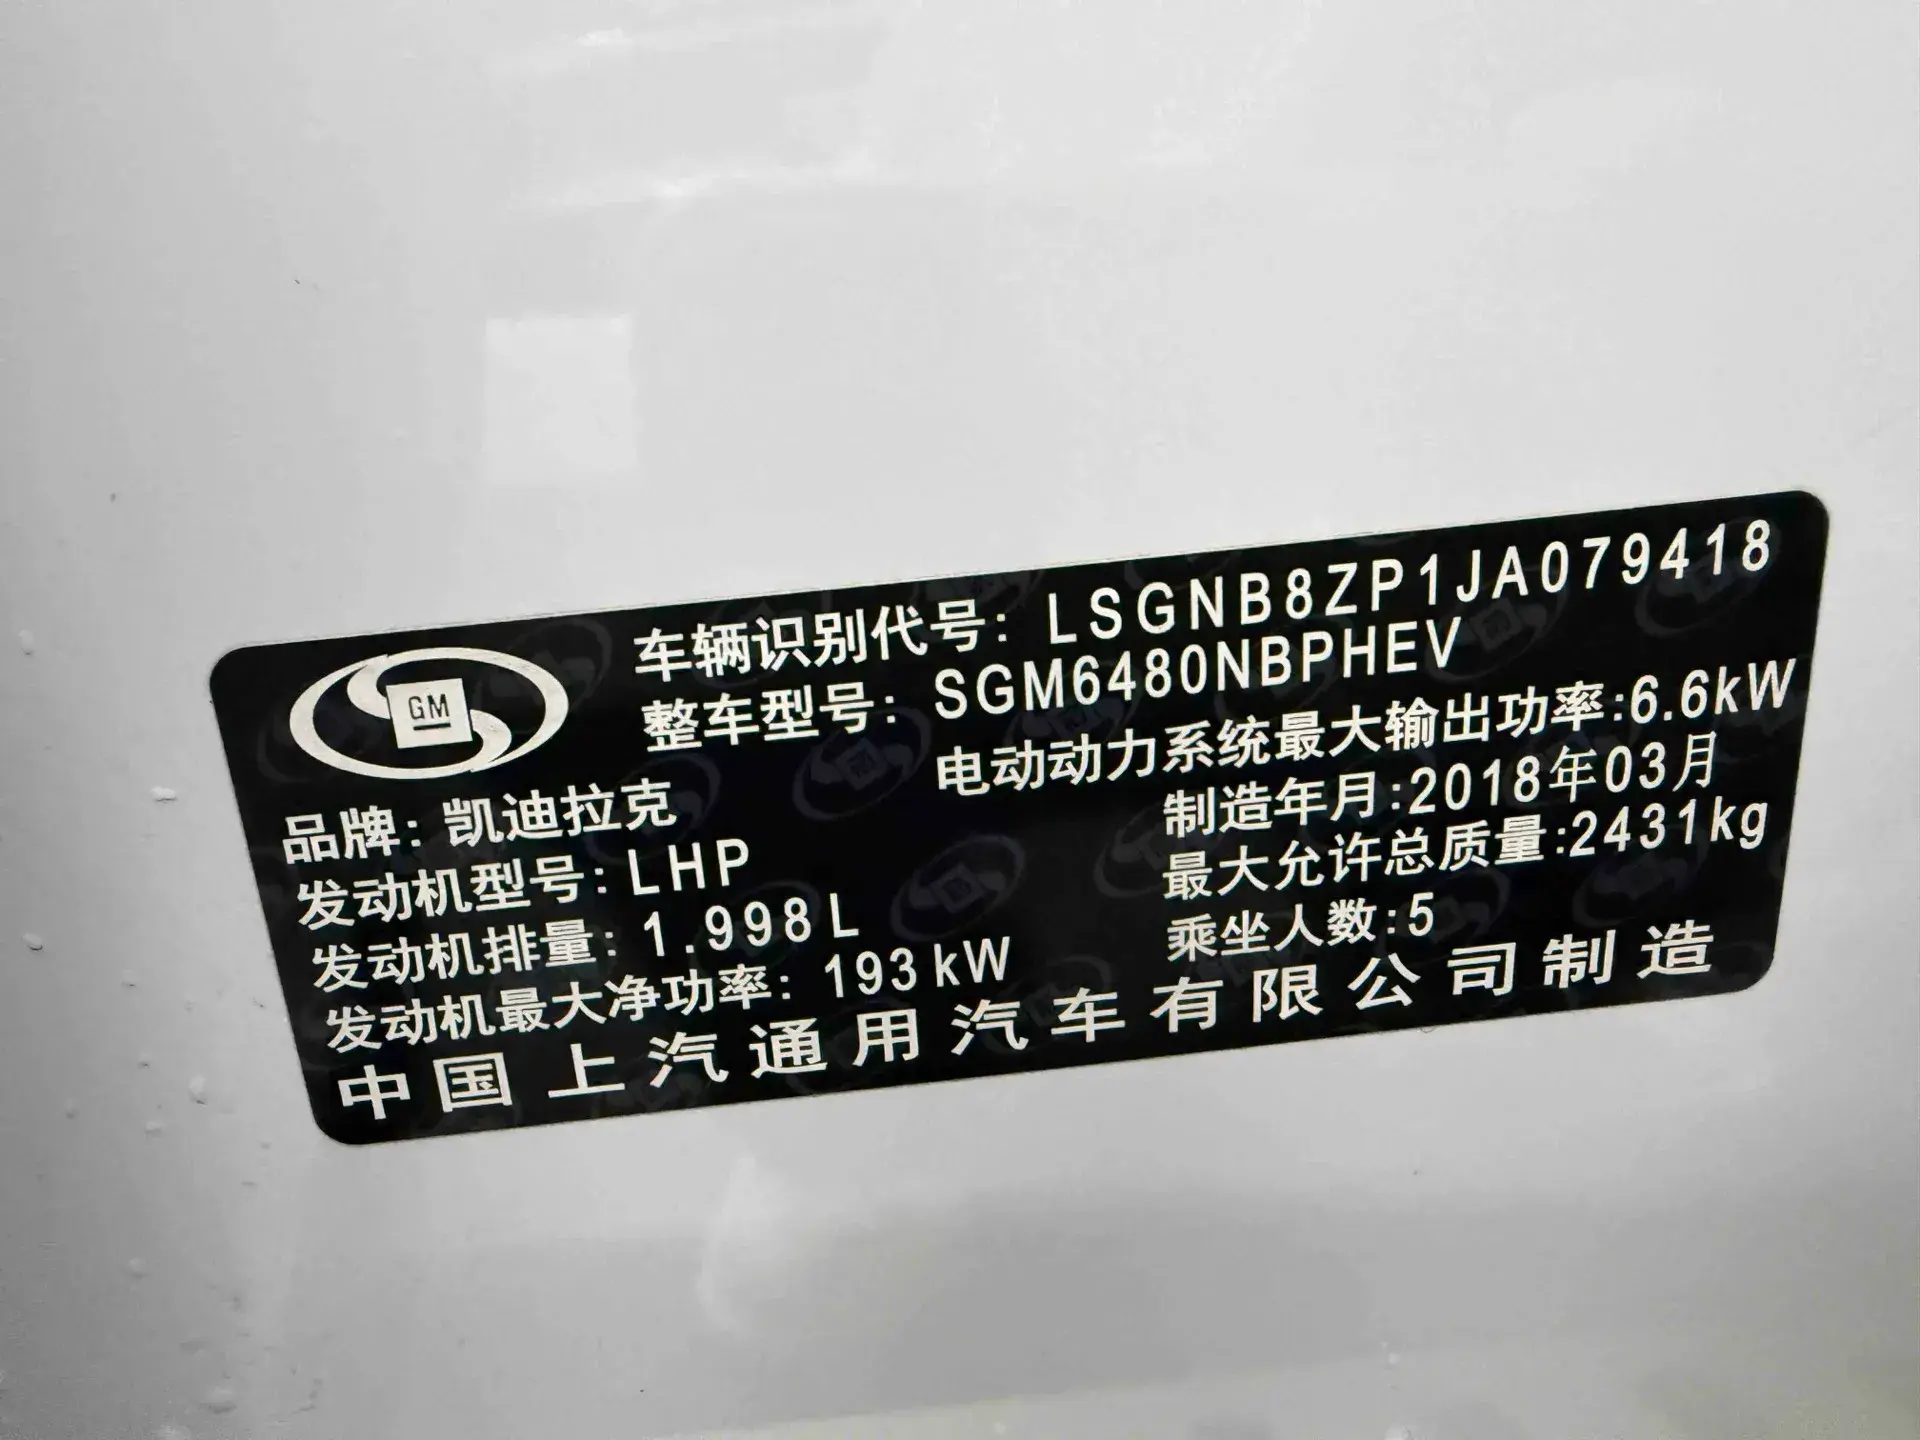 车辆识别代号: LSGNB8ZP1JA079418
GM
整车型号: SGM6480NBPHEV
电动动力系统最大输出功率:6.6kW
品牌: 凯迪拉克
制造年月:2018年03月
发动机型号: LHP
最大允许总质量:2431kg
发动机排量: 1.998L
乘坐人数:5
发动机最大净功率: 193kW
中国上汽通用汽车有限公司制造